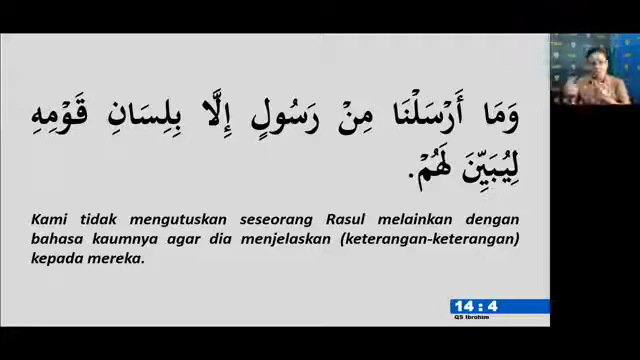 وَمَا أَرْسَلْنَا مِنْ رَسُولٍ إِلَّا بِلِسَانِ قَوْمِهِ
لِيُبَيِّنَ لَهُمْ.
Kami tidak mengutuskan seseorang Rasul melainkan dengan
bahasa kaumnya agar dia menjelaskan (keterangan-keterangan)
kepada mereka.
14 : 4
QS Ibrohim